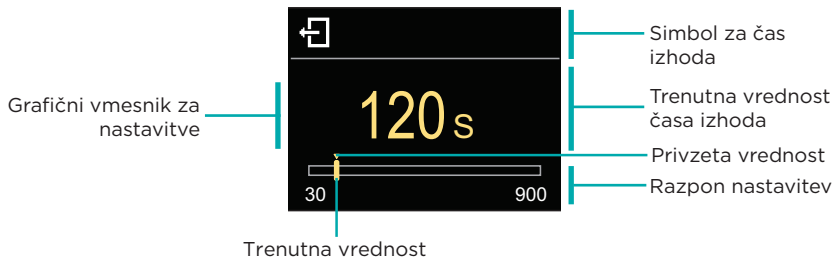 Simbol za čas
izhoda
Grafični vmesnik za
nastavitve
120 s
Trenutna vrednost
časa izhoda
Privzeta vrednost
30
900
Razpon nastavitev
Trenutna vrednost